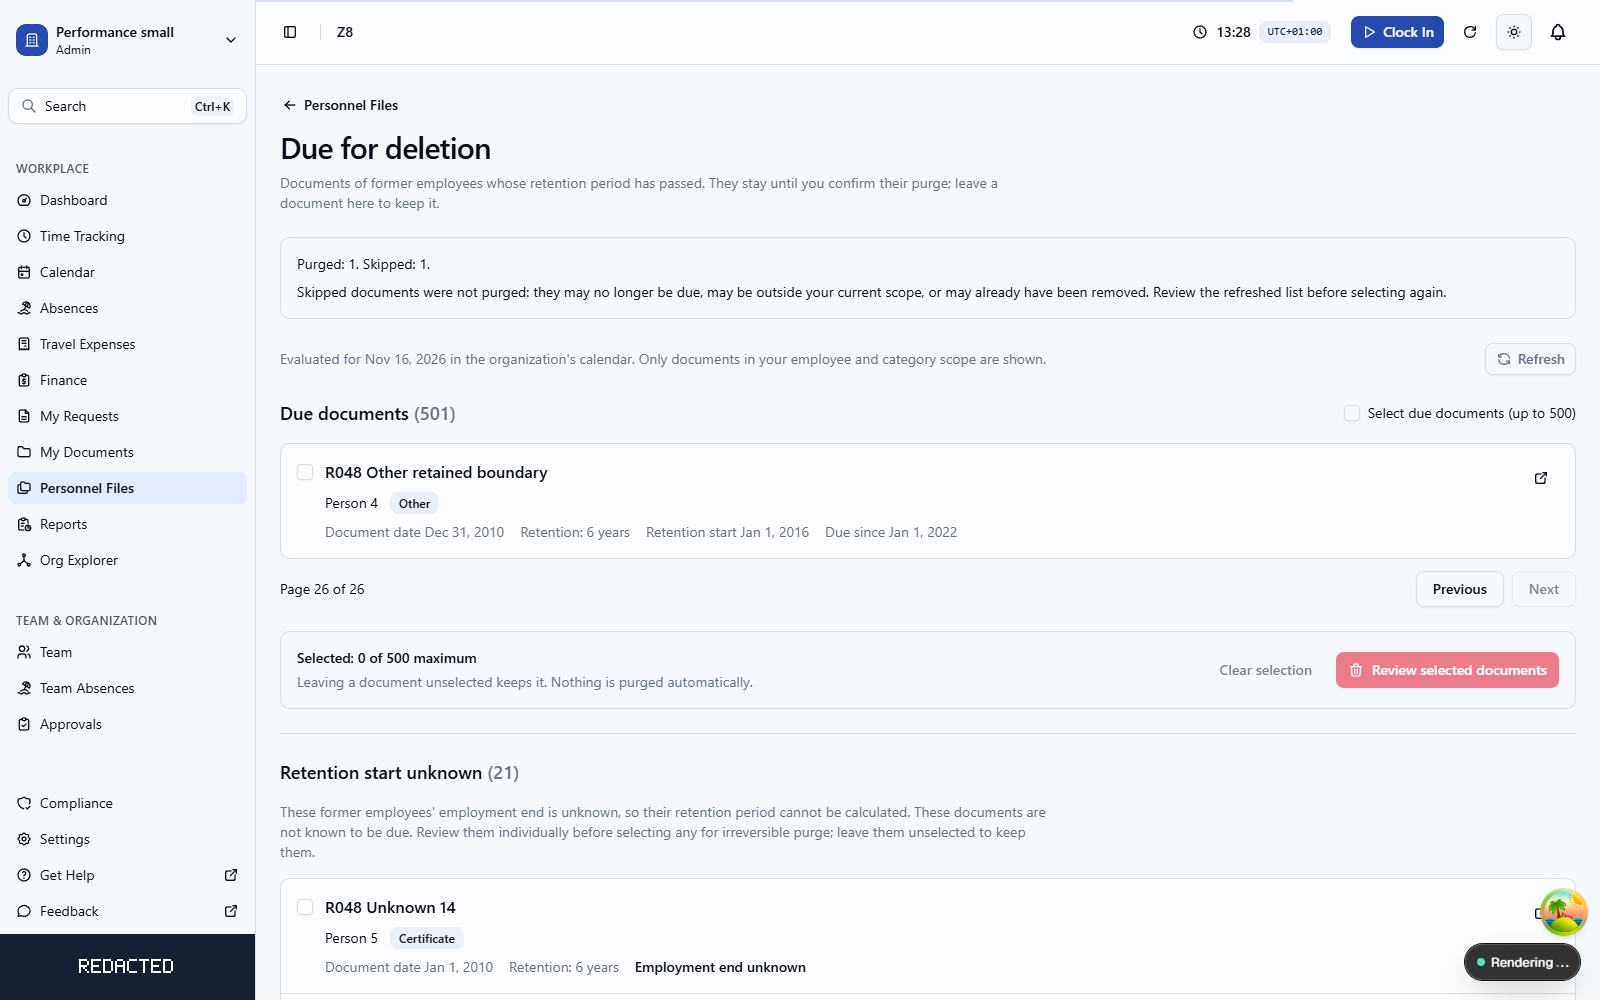 Performance small
Admin
Search
Ctrl+K
WORKPLACE
Dashboard
Time Tracking
Calendar
Absences
Travel Expenses
Finance
My Requests
My Documents
Personnel Files
Reports
Org Explorer
TEAM & ORGANIZATION
Team
Team Absences
Approvals
Compliance
Settings
Get Help
Feedback
REDACTED
Z8
13:28
UTC+01:00
Clock In
Personnel Files
Due for deletion
Documents of former employees whose retention period has passed. They stay until you confirm their purge; leave a
document here to keep it.
Purged: 1. Skipped: 1.
Skipped documents were not purged: they may no longer be due, may be outside your current scope, or may already have been removed. Review the refreshed list before selecting again.
Evaluated for Nov 16, 2026 in the organization's calendar. Only documents in your employee and category scope are shown.
Refresh
Due documents (501)
Select due documents (up to 500)
R048 Other retained boundary
Person 4 Other
Document date Dec 31, 2010 Retention: 6 years Retention start Jan 1, 2016 Due since Jan 1, 2022
Page 26 of 26
Previous
Next
Selected: 0 of 500 maximum
Leaving a document unselected keeps it. Nothing is purged automatically.
Clear selection
Review selected documents
Retention start unknown (21)
These former employees' employment end is unknown, so their retention period cannot be calculated. These documents are
not known to be due. Review them individually before selecting any for irreversible purge; leave them unselected to keep
them.
R048 Unknown 14
Person 5 Certificate
Document date Jan 1, 2010 Retention: 6 years Employment end unknown
Rendering ...